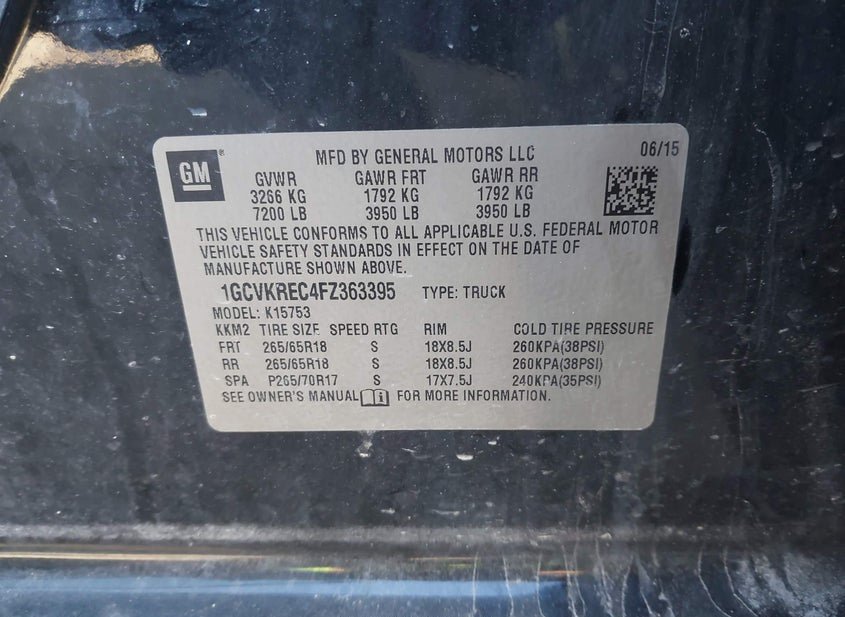 GM
MFD BY GENERAL MOTORS LLC 06/15
GVWR GAWR FRT GAWR RR
3266 KG 1792 KG 1792 KG
7200 LB 3950 LB 3950 LB
THIS VEHICLE CONFORMS TO ALL APPLICABLE U.S. FEDERAL MOTOR
VEHICLE SAFETY STANDARDS IN EFFECT ON THE DATE OF
MANUFACTURE SHOWN ABOVE.
1GCVKREC4FZ363395 TYPE: TRUCK
MODEL: K15753
KKM2 TIRE SIZE SPEED RTG RIM COLD TIRE PRESSURE
FRT 265/65R18 S 18X8.5J 260KPA(38PSI)
RR 265/65R18 S 18X8.5J 260KPA(38PSI)
SPA P265/70R17 S 17X7.5J 240KPA(35PSI)
SEE OWNER'S MANUAL FOR MORE INFORMATION.